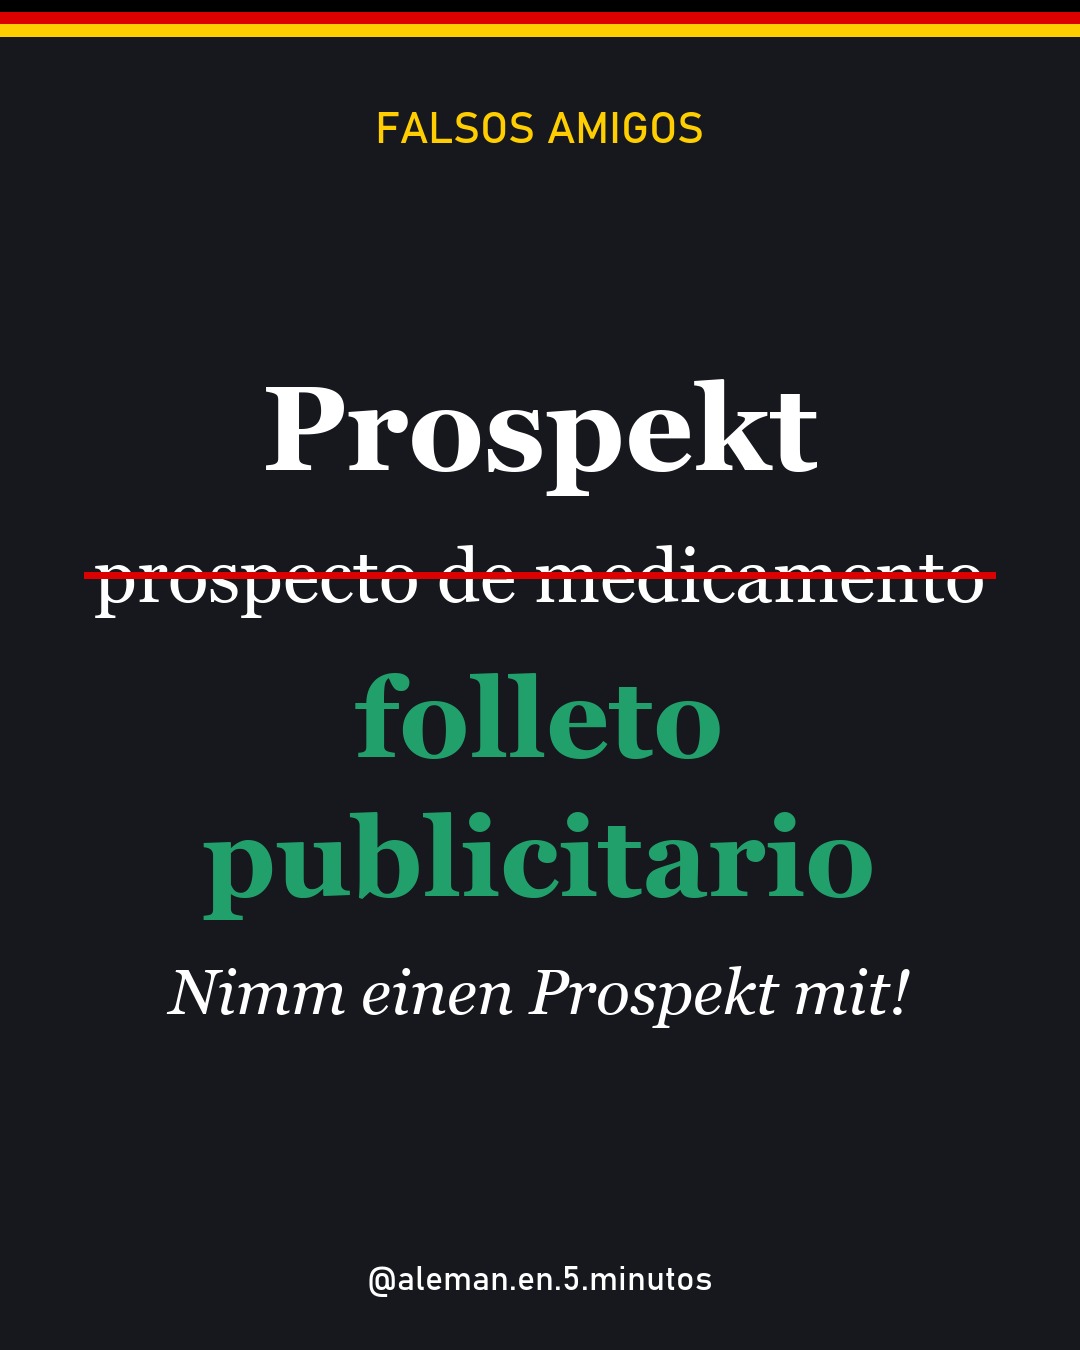 FALSOS AMIGOS
Prospekt
prospecto de medicamento
folleto
publicitario
Nimm einen Prospekt mit!
@aleman.en.5.minutos